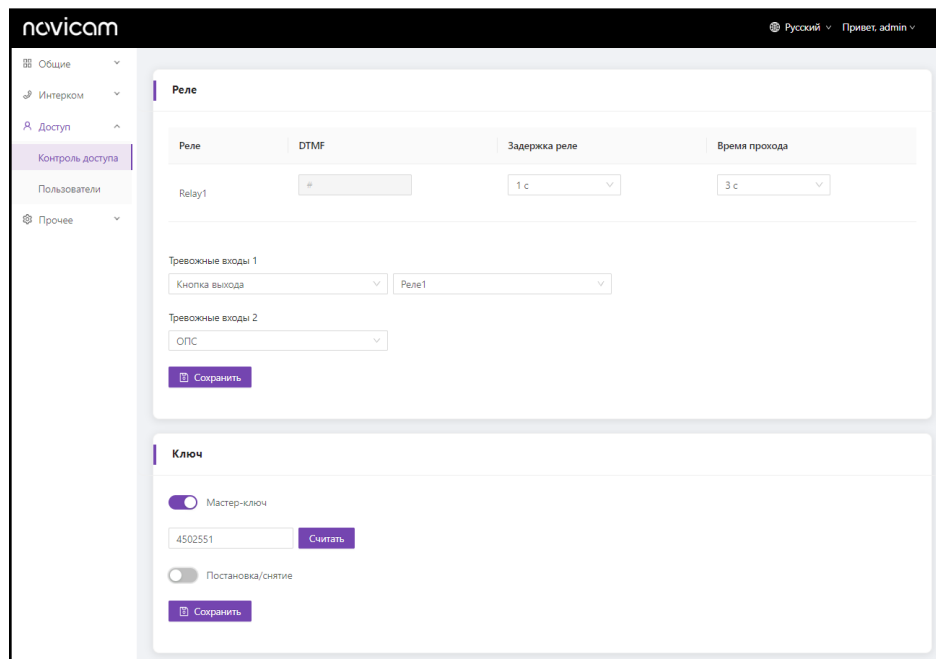 novicam
Русский Привет, admin
Общие
Интерком
Доступ
Контроль доступа
Пользователи
Прочее
Реле
Реле DTMF Задержка реле Время прохода
Relay1 # 1 с 3 с
Тревожные входы 1
Кнопка выхода Реле1
Тревожные входы 2
ОПС
Сохранить
Ключ
Мастер-ключ
4502551 Считать
Постановка/снятие
Сохранить